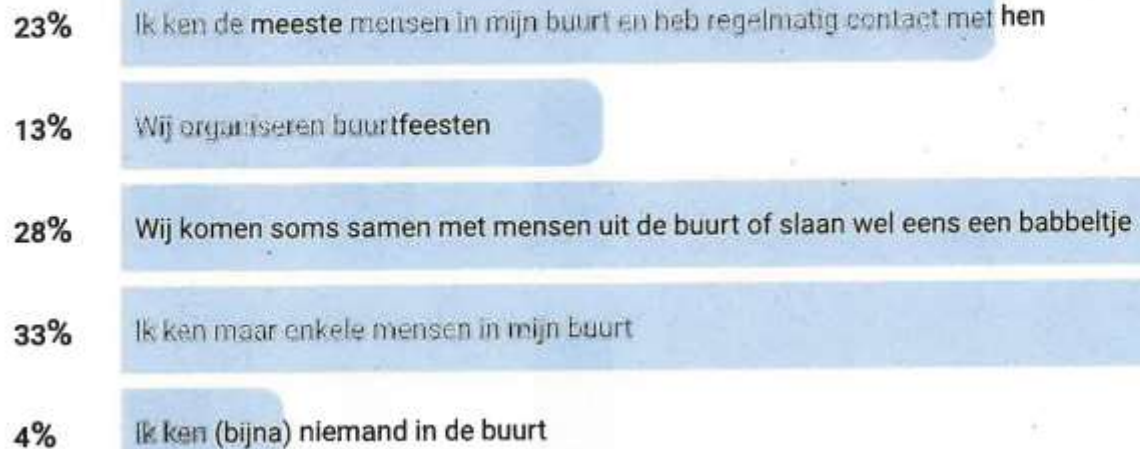 23% Ik ken de meeste mensen in mijn buurt en heb regelmatig contact met hen
13% Wij organiseren buurtfeesten
28% Wij komen soms samen met mensen uit de buurt of slaan wel eens een babbeltje
33% Ik ken maar enkele mensen in mijn buurt
4% Ik ken (bijna) niemand in de buurt